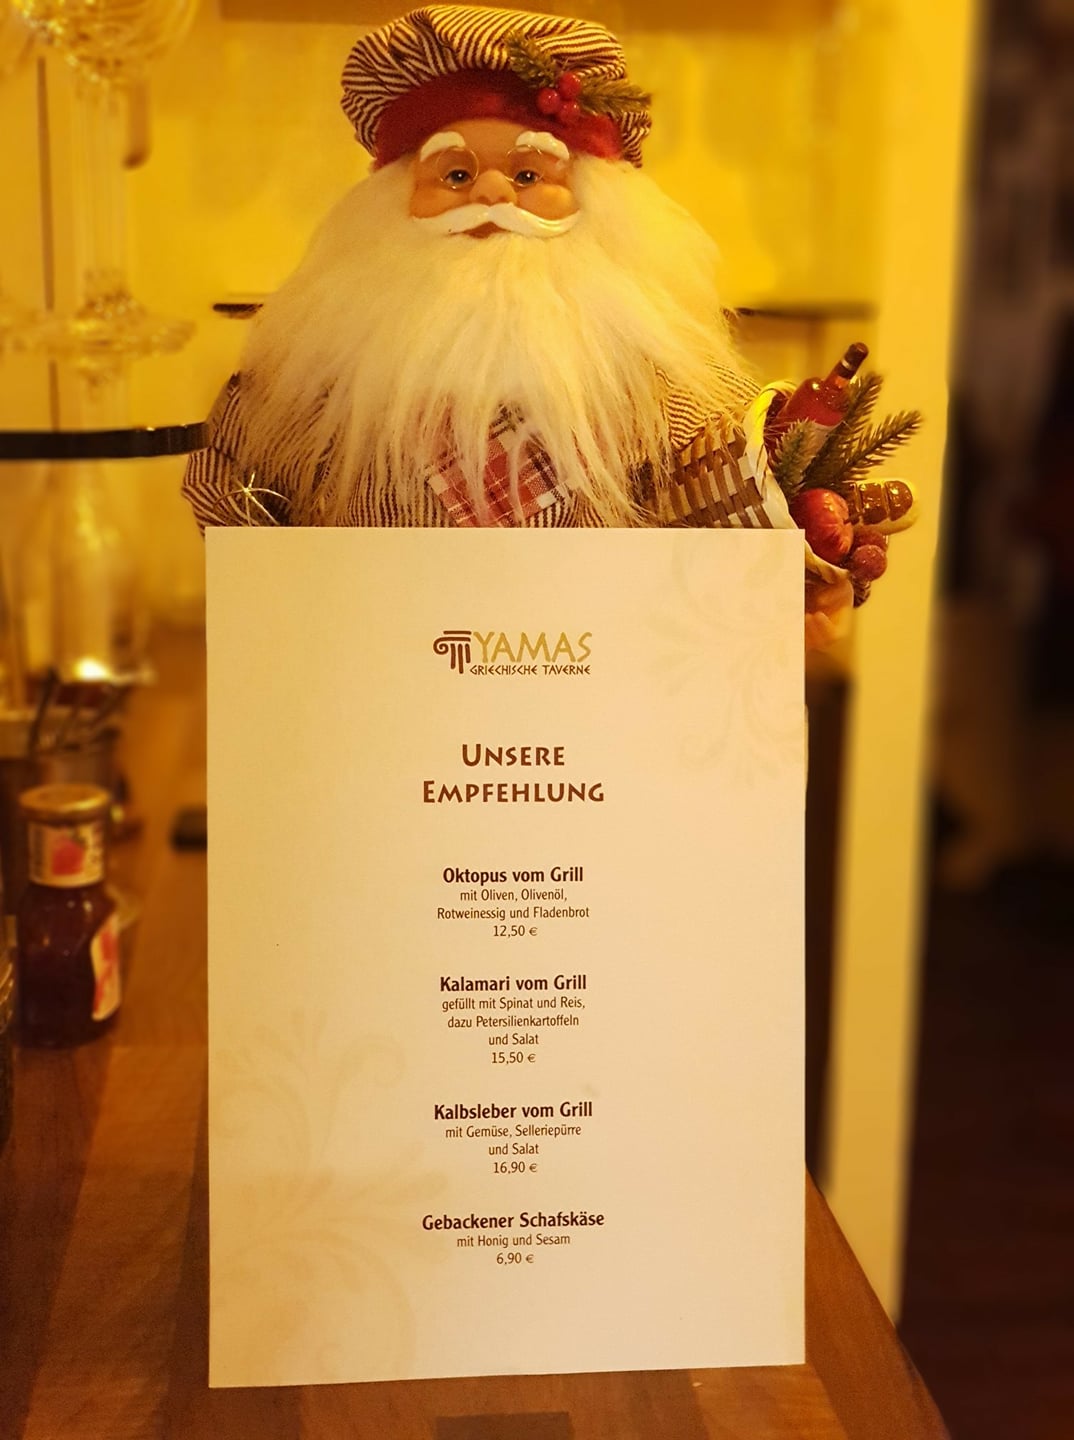 YAMAS
GRIECHISCHE TAVERNE
UNSERE
EMPFEHLUNG
Oktopus vom Grill
mit Oliven, Olivenöl,
Rotweinessig und Fladenbrot
12,50 €
Kalamari vom Grill
gefüllt mit Spinat und Reis,
dazu Petersilienkartoffeln
und Salat
15,50 €
Kalbsleber vom Grill
mit Gemüse, Selleriepürre
und Salat
16,90 €
Gebackener Schafskäse
mit Honig und Sesam
6,90 €